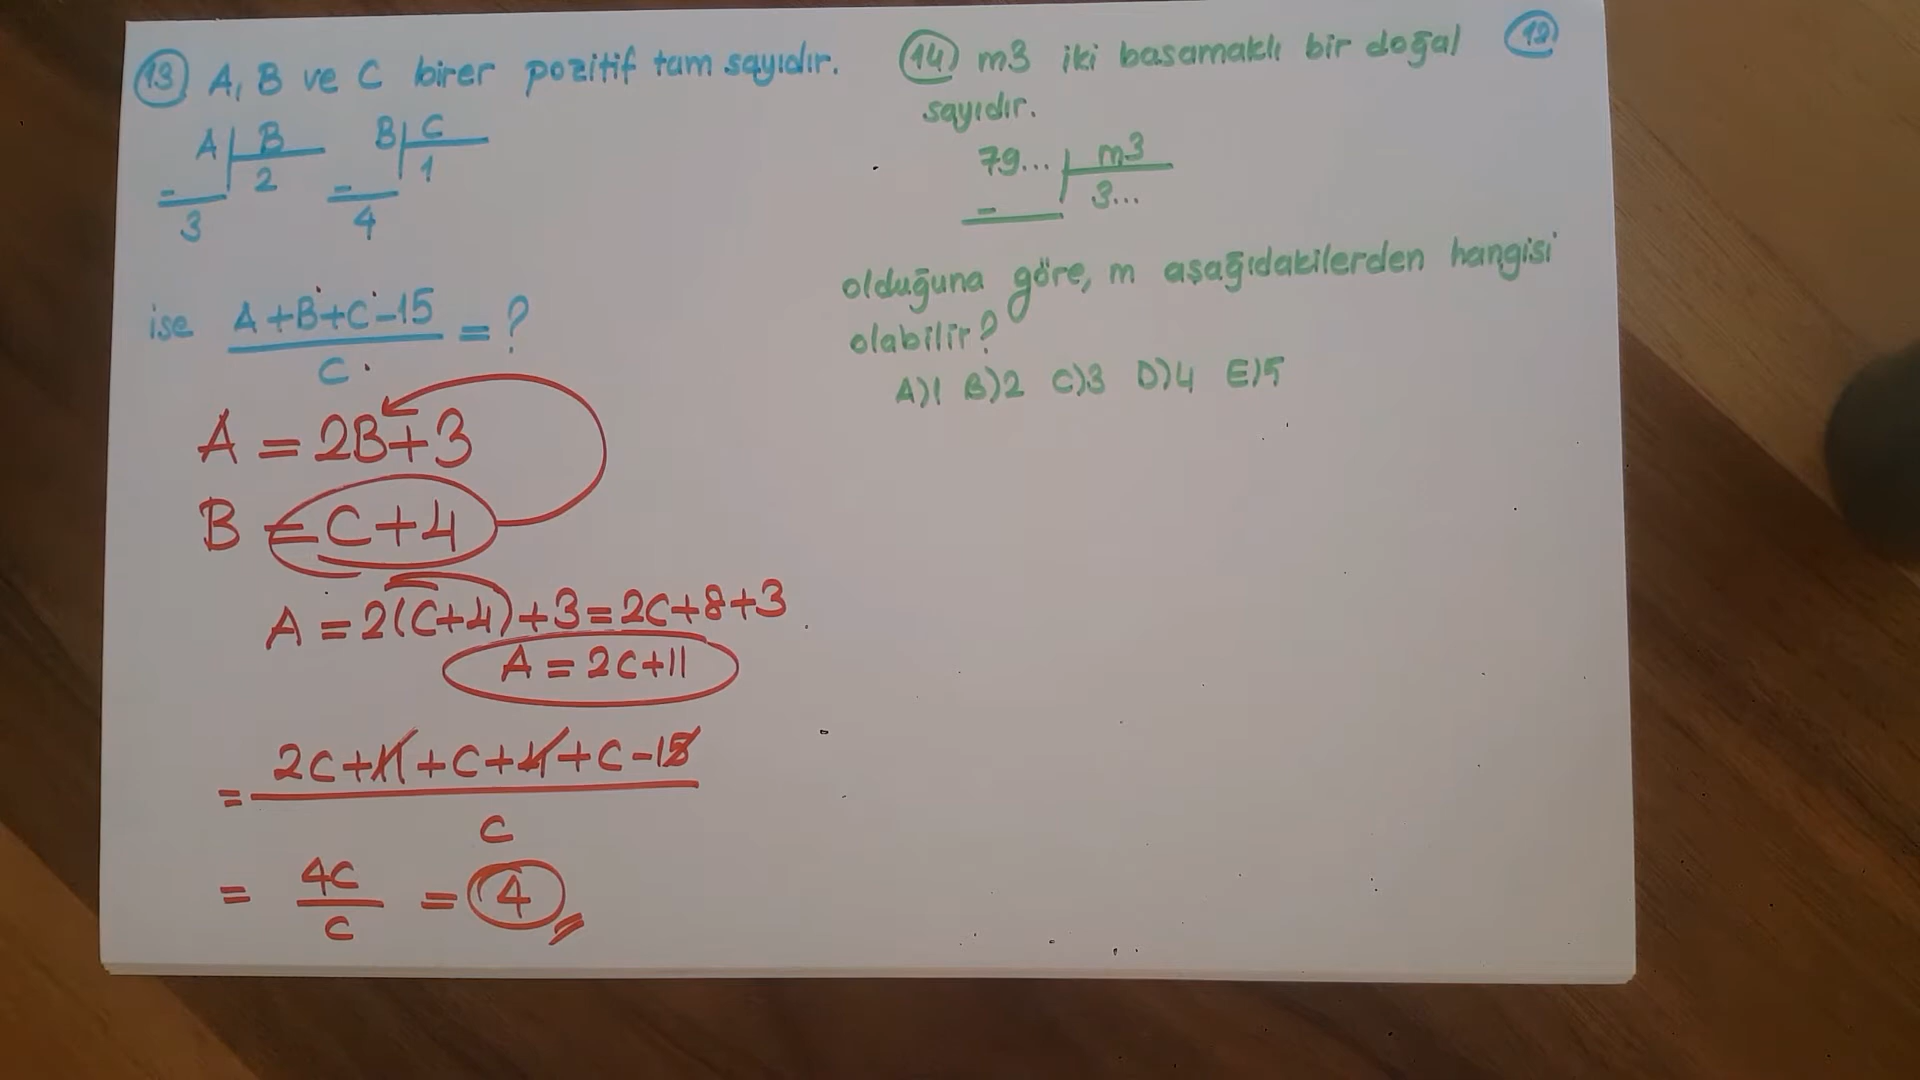 13 A, B ve C birer pozitif tam sayıdır.
A | B
2
- 3
B | C
1
- 4
ise (A+B+C-15)/C = ?
A = 2B+3
B = C+4
A = 2(C+4)+3=2C+8+3
A = 2C+11
= (2C+11+C+4+C-15)/C
= 4C/C = 4
14 m3 iki basamaklı bir doğal
sayıdır.
79... | m3
3...
-
olduğuna göre, m aşağıdakilerden hangisi
olabilir?
A)1 B)2 C)3 D)4 E)5